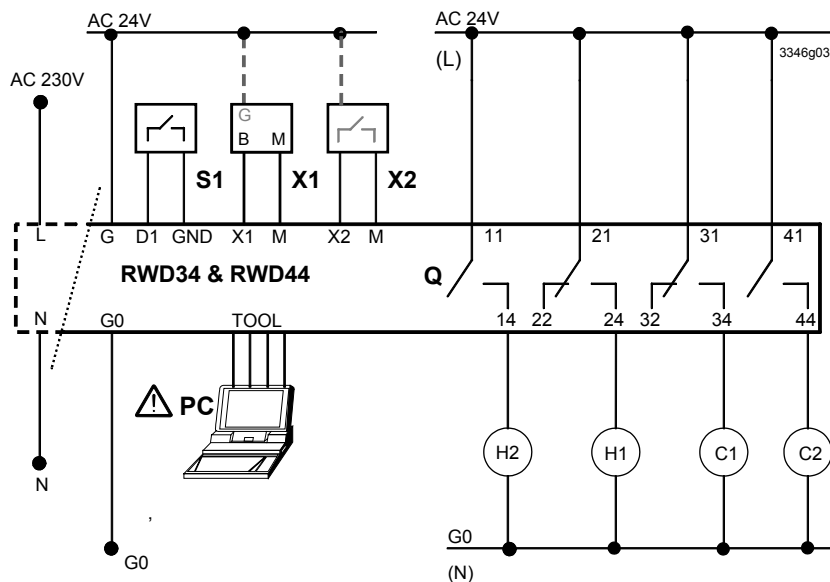 AC 24V
AC 24V
(L)
3346g03
AC 230V
G
B M
S1 X1 X2
L G D1 GND X1 M X2 M 11 21 31 41
RWD34 & RWD44 Q
N G0 TOOL 14 22 24 32 34 44
PC
H2 H1 C1 C2
N
,
G0
G0
(N)